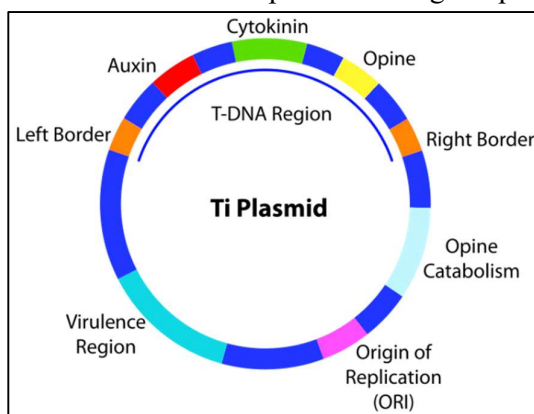 Cytokinin
Auxin
Opine
T-DNA Region
Left Border
Right Border
Ti Plasmid
Opine
Catabolism
Virulence
Region
Origin of
Replication
(ORI)